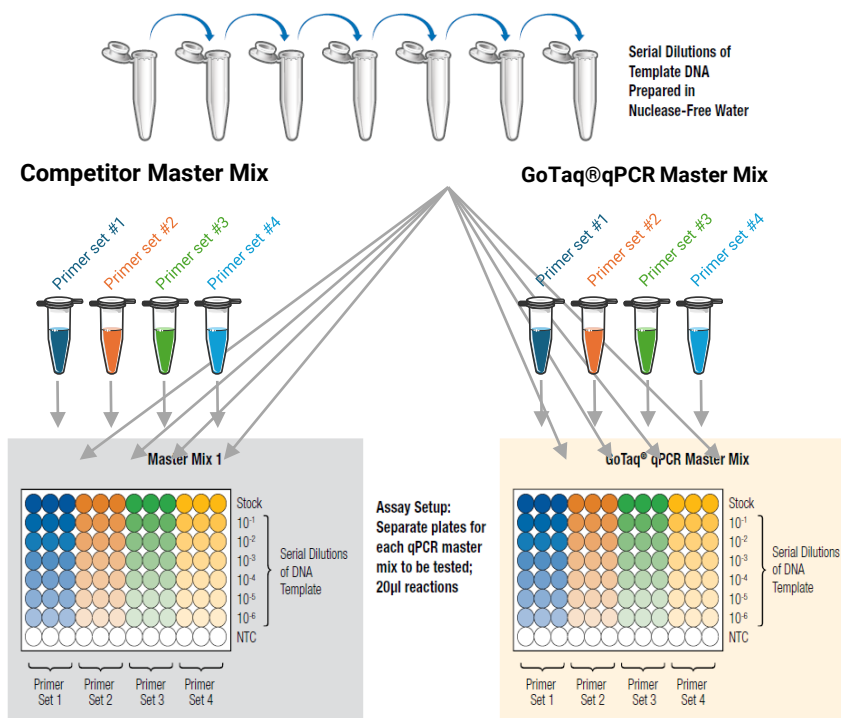 Serial Dilutions of
Template DNA
Prepared in
Nuclease-Free Water
Competitor Master Mix
GoTaq®qPCR Master Mix
Primer set #1
Primer set #2
Primer set #3
Primer set #4
Primer set #1
Primer set #2
Primer set #3
Primer set #4
Master Mix 1
Stock
10⁻¹
10⁻²
10⁻³
10⁻⁴
10⁻⁵
10⁻⁶
NTC
Serial Dilutions
of DNA
Template
Primer
Set 1
Primer
Set 2
Primer
Set 3
Primer
Set 4
Assay Setup:
Separate plates for
each qPCR master
mix to be tested;
20µl reactions
GoTaq® qPCR Master Mix
Stock
10⁻¹
10⁻²
10⁻³
10⁻⁴
10⁻⁵
10⁻⁶
NTC
Serial Dilutions
of DNA
Template
Primer
Set 1
Primer
Set 2
Primer
Set 3
Primer
Set 4